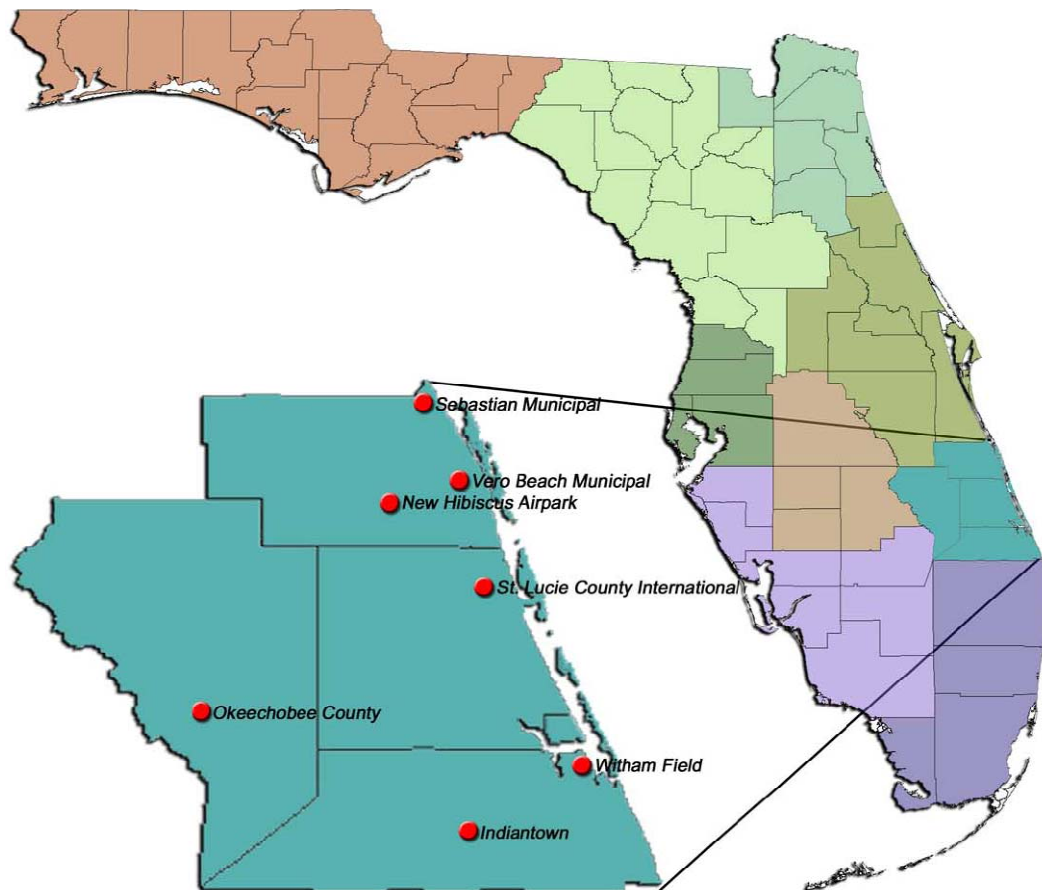 Sebastian Municipal
Vero Beach Municipal
New Hibiscus Airpark
St. Lucie County International
Okeechobee County
Witham Field
Indiantown